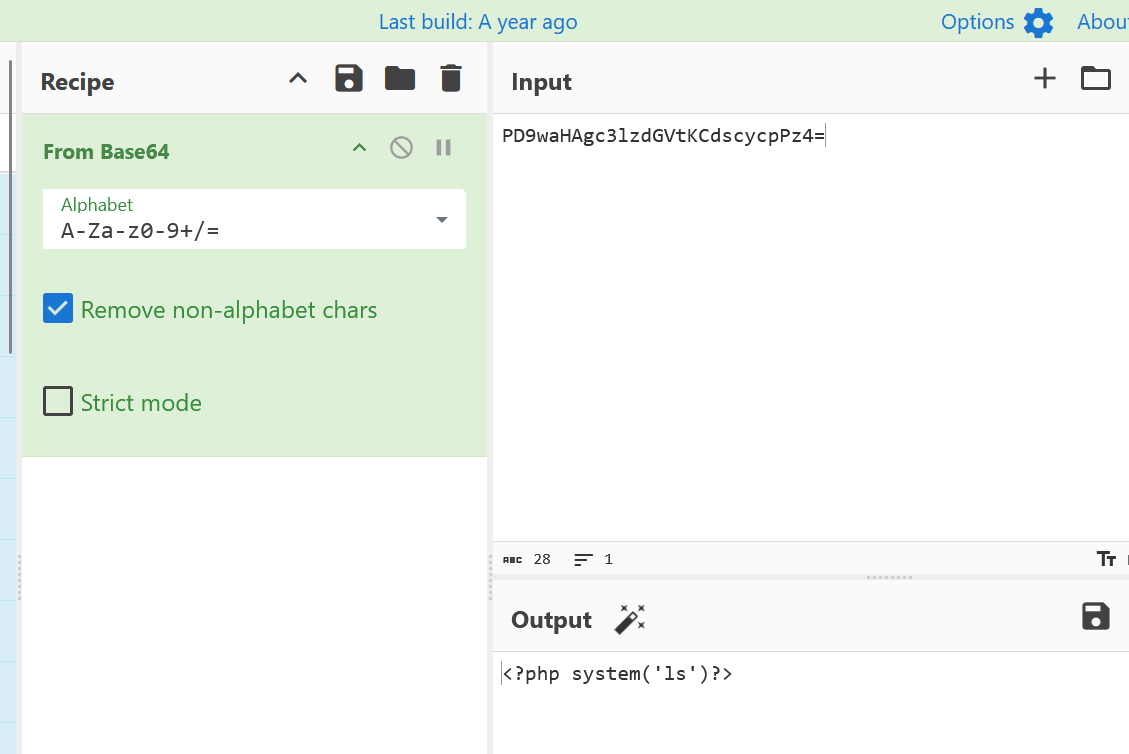 Last build: A year ago
Options
Recipe
From Base64
Alphabet
A-Za-z0-9+/=
Remove non-alphabet chars
Strict mode
Input
PD9waHAgc3lzdGVtKCdscycpPz4=
ABC 28
1
Tт
Output
<?php system('ls')?>